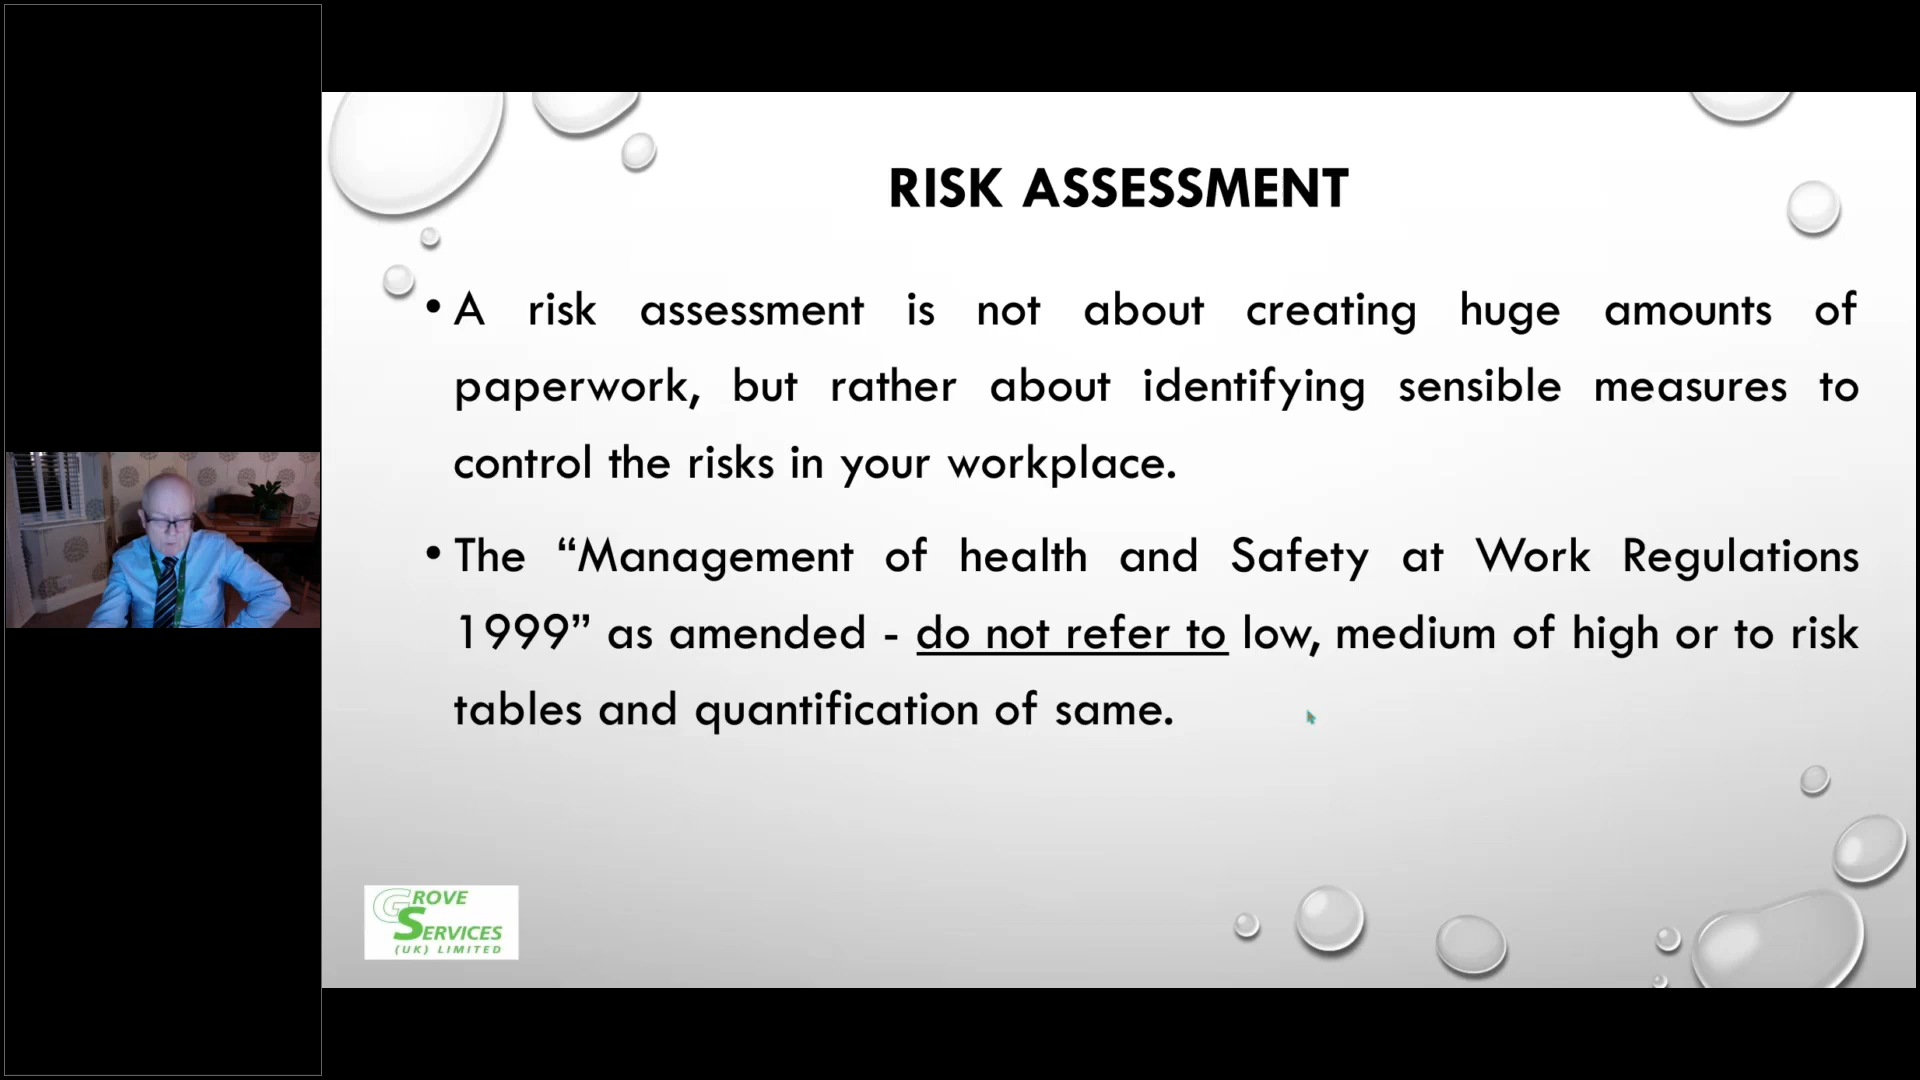 RISK ASSESSMENT
• A risk assessment is not about creating huge amounts of
paperwork, but rather about identifying sensible measures to
control the risks in your workplace.
• The “Management of health and Safety at Work Regulations
1999” as amended - do not refer to low, medium of high or to risk
tables and quantification of same.
GROVE
SERVICES
(UK) LIMITED